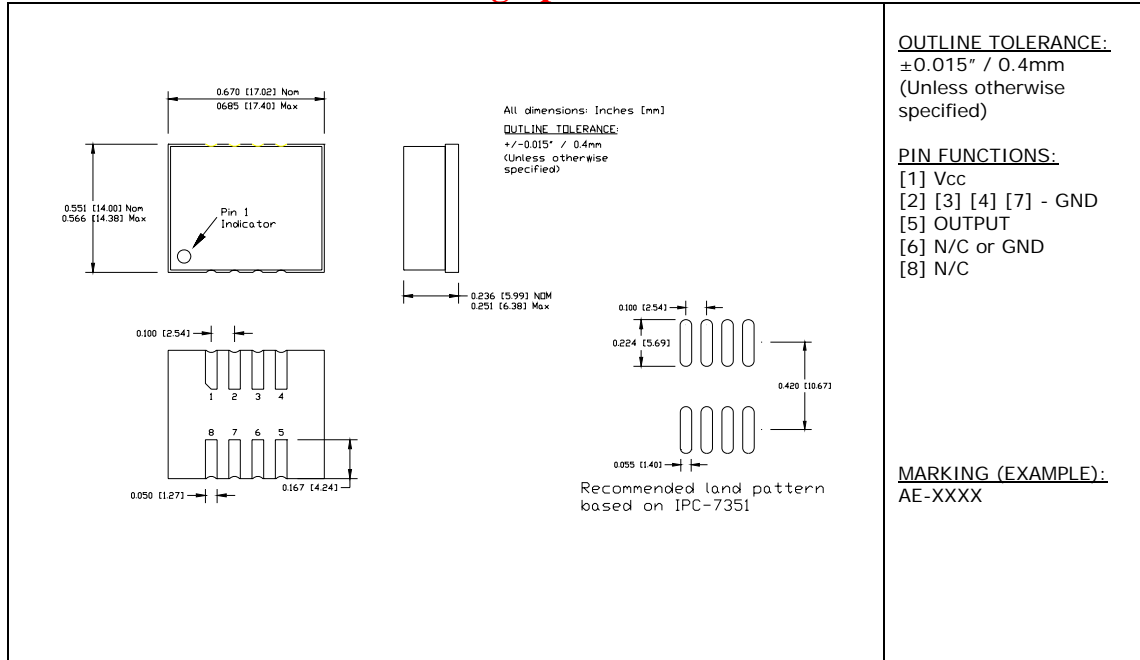 0.670 [17.02] Nom
0685 [17.40] Max
All dimensions: Inches [mm]
OUTLINE TOLERANCE:
+/-0.015" / 0.4mm
(Unless otherwise
specified)
0.551 [14.00] Nom
0.566 [14.38] Max
Pin 1
Indicator
0.236 [5.99] NOM
0.251 [6.38] Max
0.100 [2.54]
1 2 3 4
8 7 6 5
0.050 [1.27]
0.167 [4.24]
0.100 [2.54]
0.224 [5.69]
0.420 [10.67]
0.055 [1.40]
Recommended land pattern
based on IPC-7351
OUTLINE TOLERANCE:
±0.015" / 0.4mm
(Unless otherwise
specified)
PIN FUNCTIONS:
[1] Vcc
[2] [3] [4] [7] - GND
[5] OUTPUT
[6] N/C or GND
[8] N/C
MARKING (EXAMPLE):
AE-XXXX